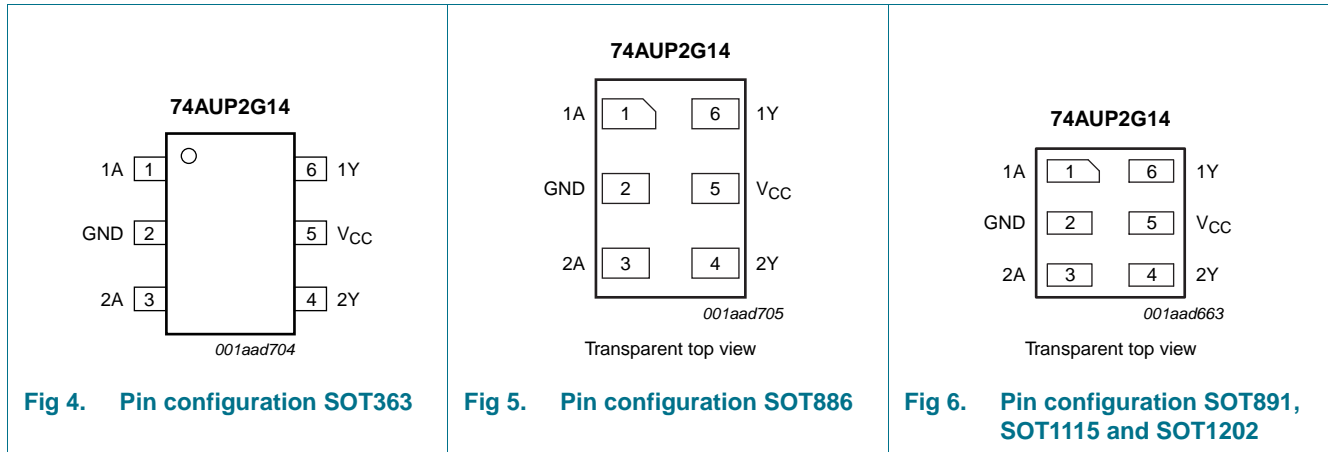 74AUP2G14
1A 1 6 1Y
GND 2 5 VCC
2A 3 4 2Y
001aad704
Fig 4. Pin configuration SOT363
74AUP2G14
1A 1 6 1Y
GND 2 5 VCC
2A 3 4 2Y
001aad705
Transparent top view
Fig 5. Pin configuration SOT886
74AUP2G14
1A 1 6 1Y
GND 2 5 VCC
2A 3 4 2Y
001aad663
Transparent top view
Fig 6. Pin configuration SOT891,
SOT1115 and SOT1202